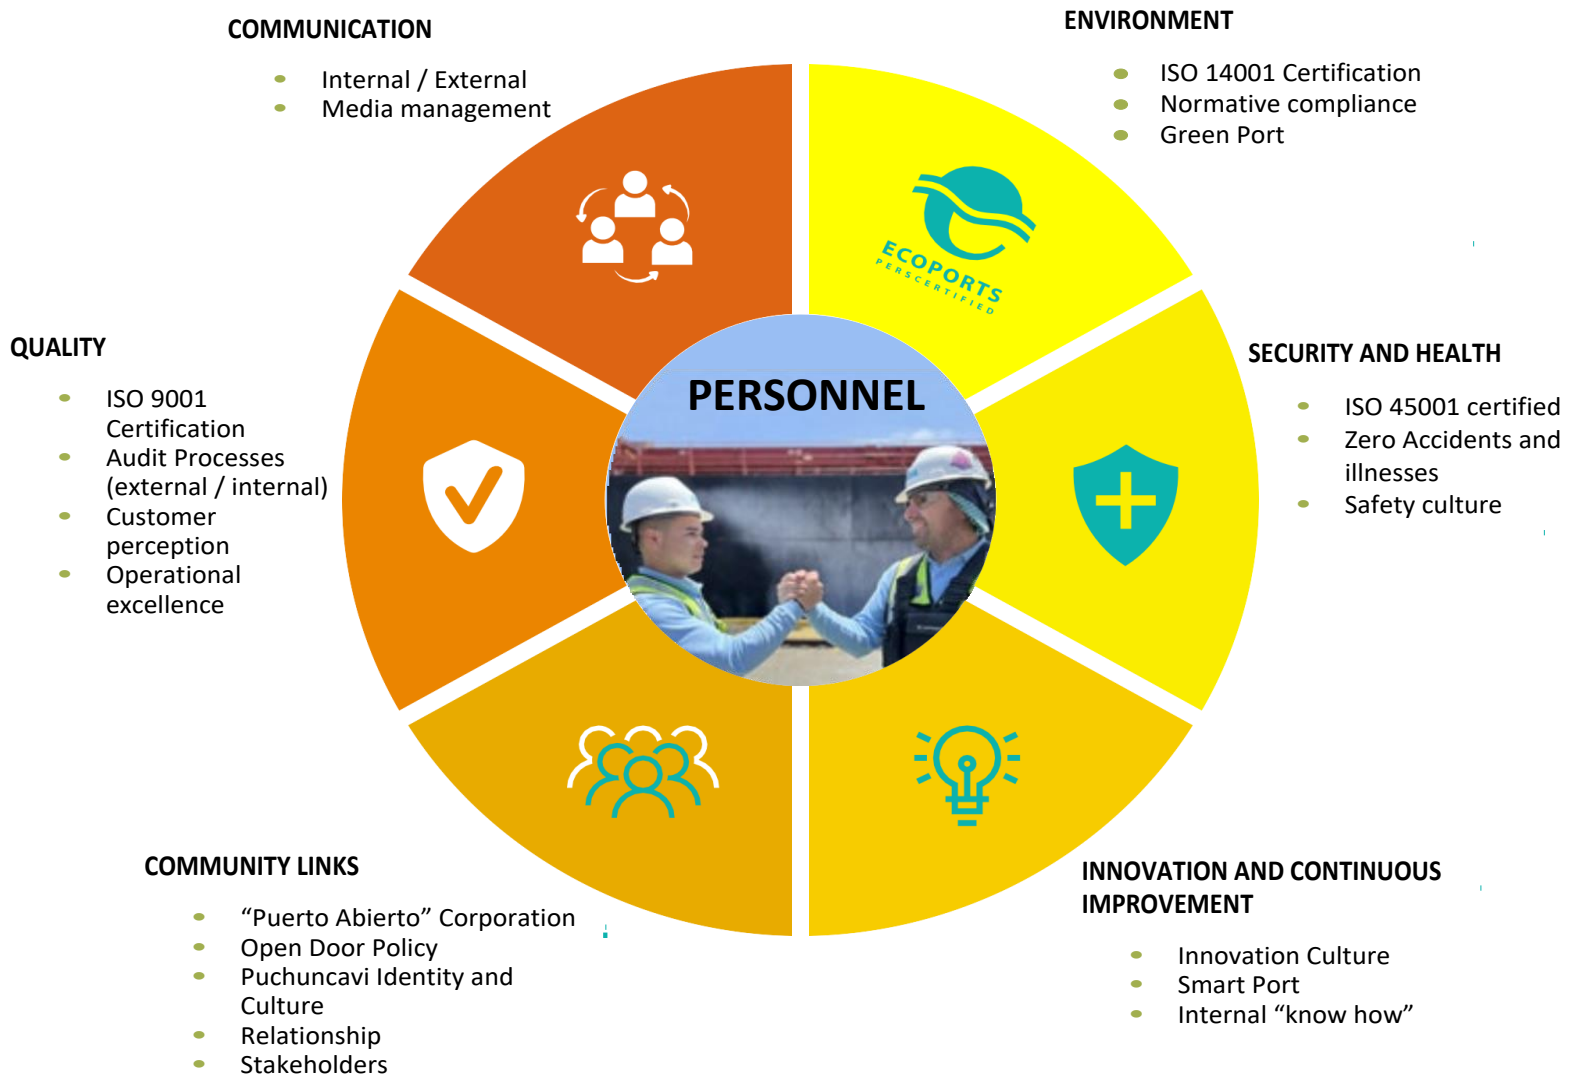 COMMUNICATION
Internal / External
Media management
ENVIRONMENT
ISO 14001 Certification
Normative compliance
Green Port
ECOPORTS
PERSCERTIFIED
QUALITY
ISO 9001
Certification
Audit Processes
(external / internal)
Customer
perception
Operational
excellence
PERSONNEL
SECURITY AND HEALTH
ISO 45001 certified
Zero Accidents and
illnesses
Safety culture
COMMUNITY LINKS
“Puerto Abierto” Corporation
Open Door Policy
Puchuncavi Identity and
Culture
Relationship
Stakeholders
INNOVATION AND CONTINUOUS
IMPROVEMENT
Innovation Culture
Smart Port
Internal “know how”